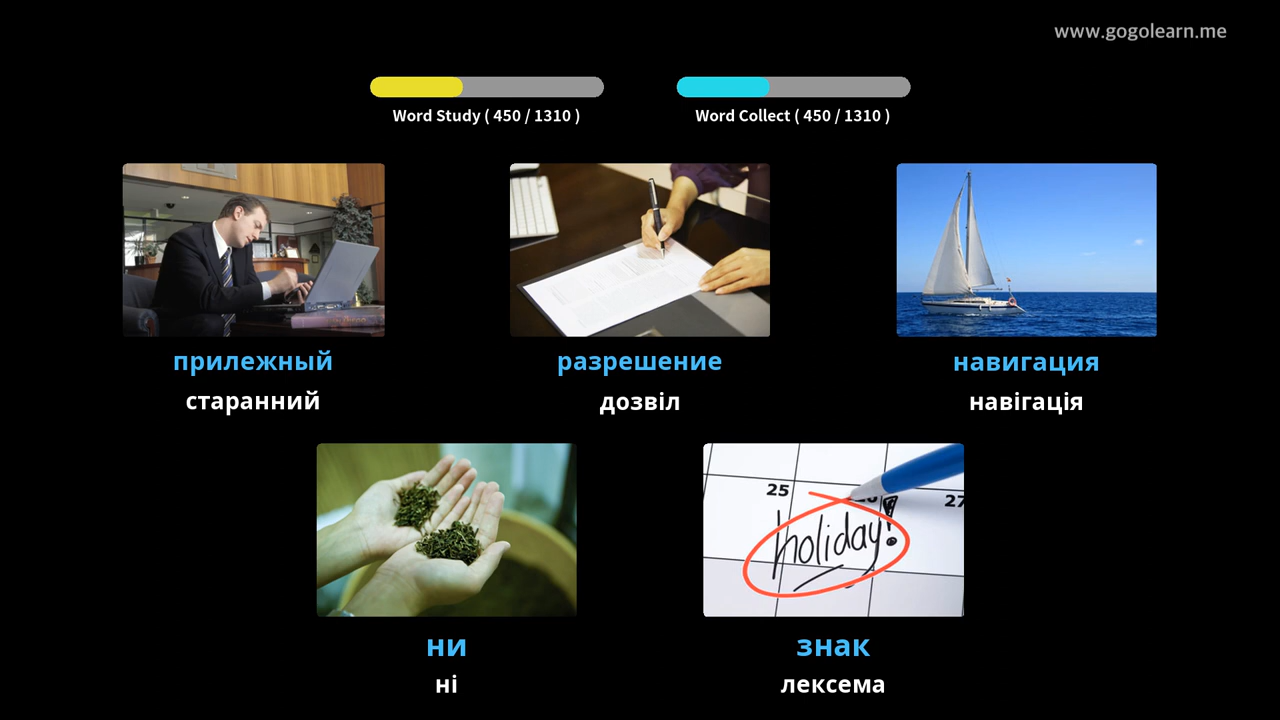 www.gogolearn.me
Word Study ( 450 / 1310 )
Word Collect ( 450 / 1310 )
прилежный
старанний
разрешение
дозвіл
навигация
навігація
ни
ні
25
27
holiday!
знак
лексема